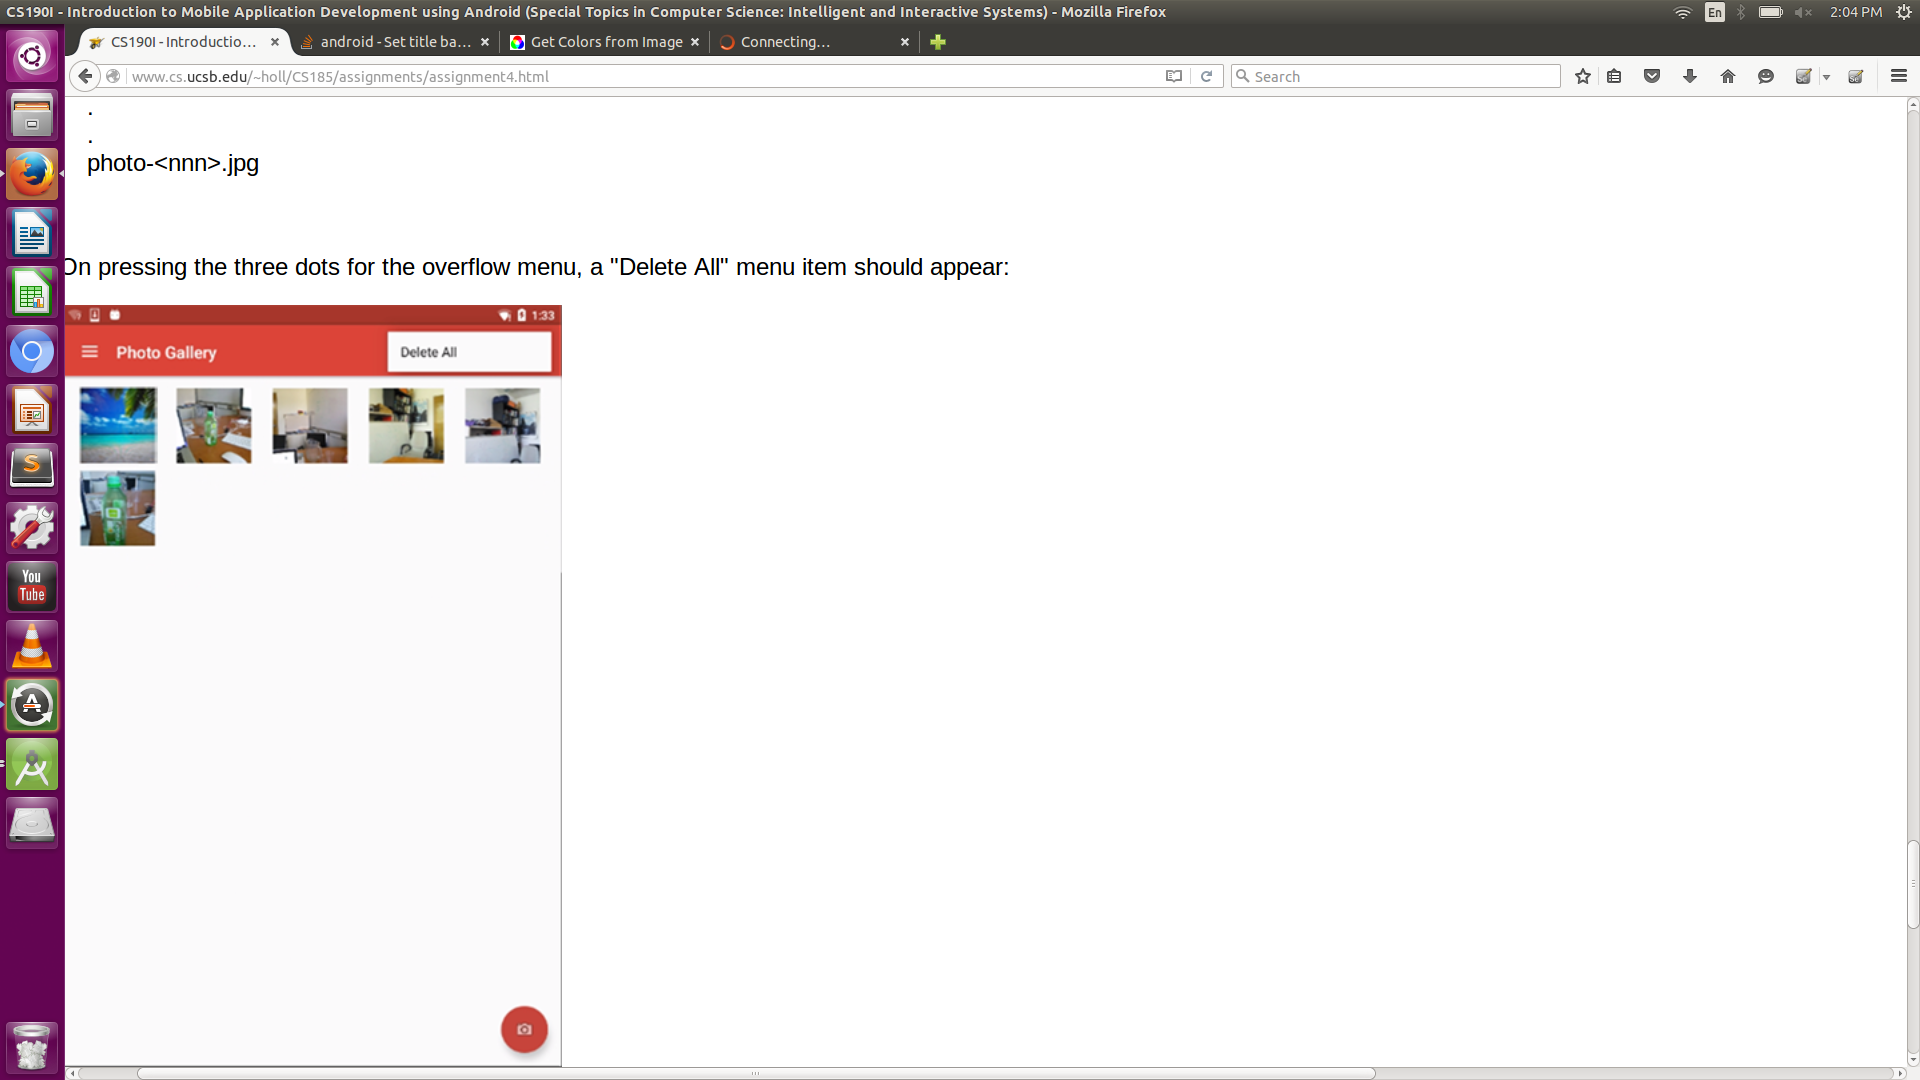 CS190I - Introduction to Mobile Application Development using Android (Special Topics in Computer Science: Intelligent and Interactive Systems) - Mozilla Firefox
En
2:04 PM
CS190I - Introductio...
android - Set title ba...
Get Colors from Image
Connecting...
www.cs.ucsb.edu/~holl/CS185/assignments/assignment4.html
Search
.
.
photo-<nnn>.jpg
On pressing the three dots for the overflow menu, a "Delete All" menu item should appear:
1:33
Photo Gallery
Delete All
You
Tube